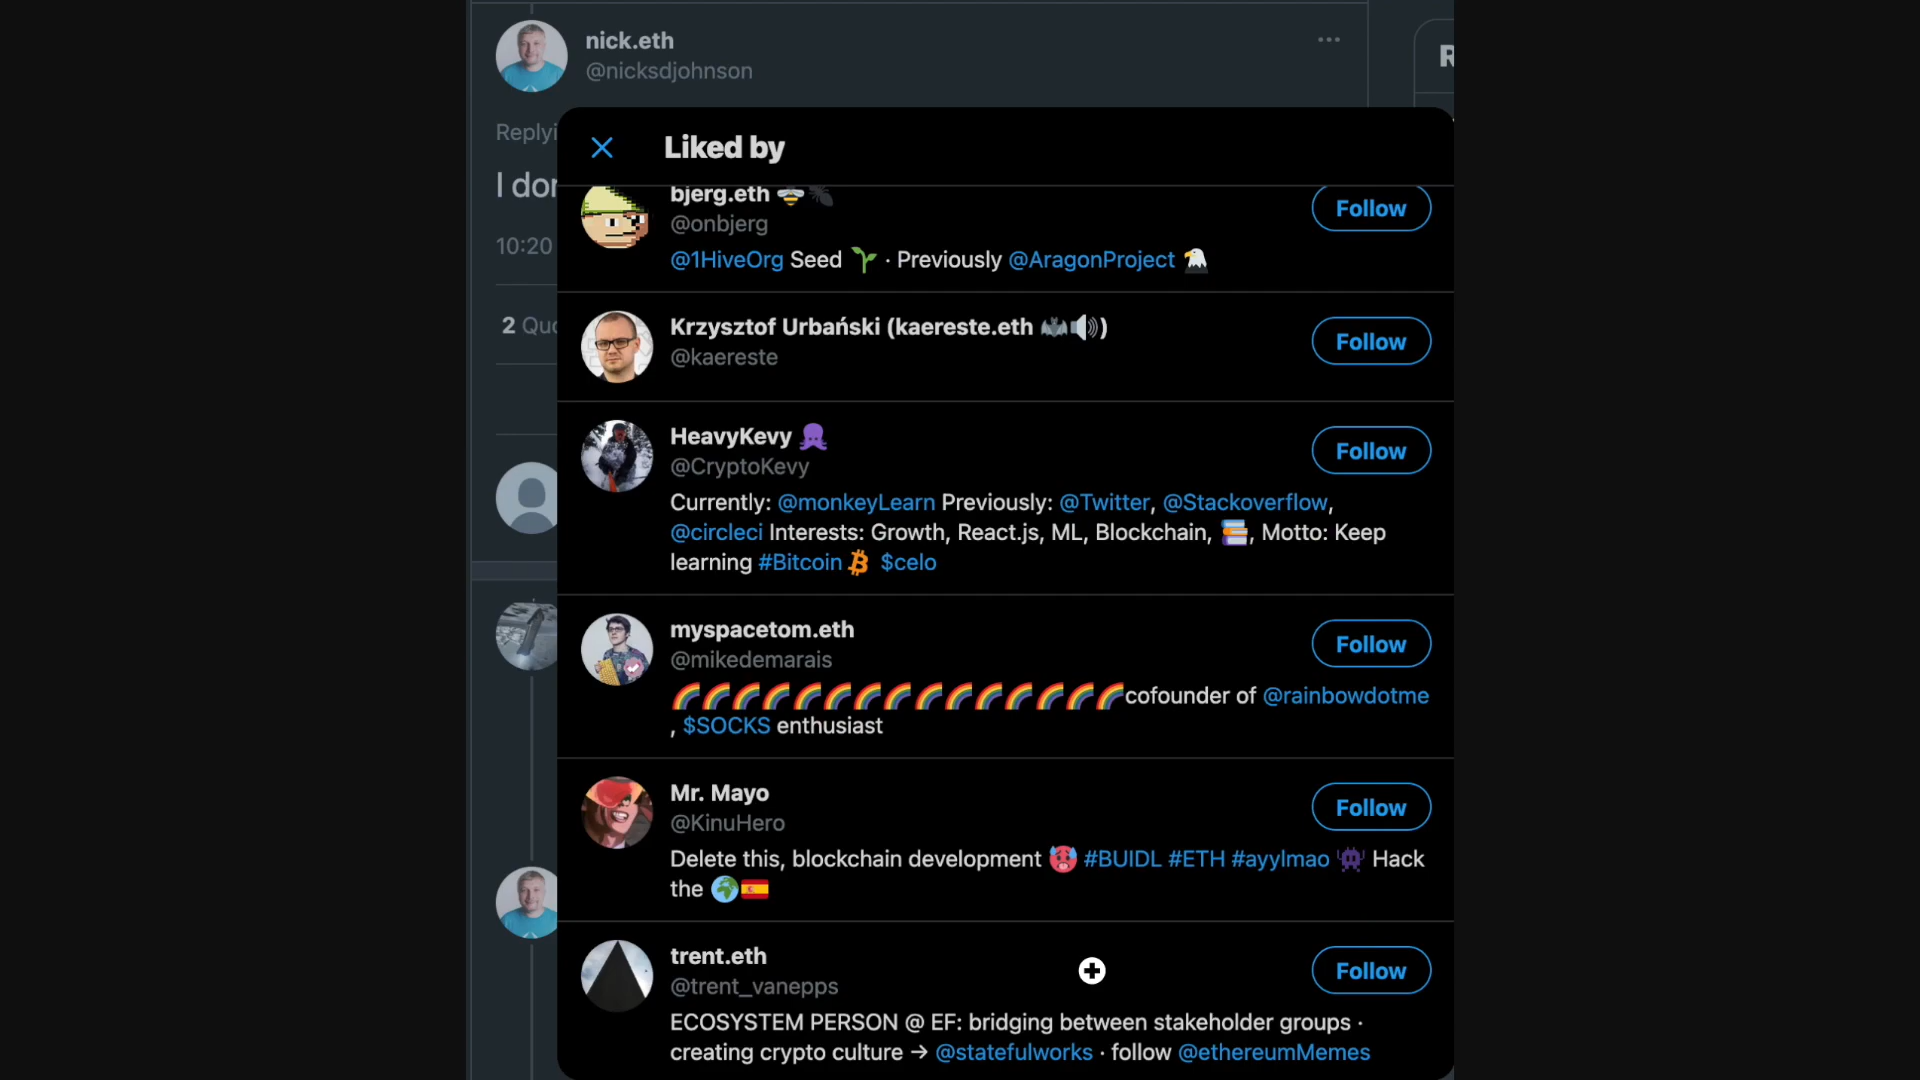 nick.eth
@nicksdjohnson
R
Replyi
Liked by
I dor
bjerg.eth 🐝🐜
@onbjerg
Follow
@1HiveOrg Seed 🌱 · Previously @AragonProject 🦅
10:20
2 Quo
Krzysztof Urbański (kaereste.eth 🦇🔊)
@kaereste
Follow
HeavyKevy 🐙
@CryptoKevy
Follow
Currently: @monkeyLearn Previously: @Twitter, @Stackoverflow,
@circleci Interests: Growth, React.js, ML, Blockchain, 📚, Motto: Keep
learning #Bitcoin $celo
myspacetom.eth
@mikedemarais
Follow
🌈🌈🌈🌈🌈🌈🌈🌈🌈🌈🌈🌈🌈🌈🌈cofounder of @rainbowdotme
, $SOCKS enthusiast
Mr. Mayo
@KinuHero
Follow
Delete this, blockchain development 🥵 #BUIDL #ETH #ayylmao 👾 Hack
the 🌍🇪🇸
trent.eth
@trent_vanepps
Follow
ECOSYSTEM PERSON @ EF: bridging between stakeholder groups ·
creating crypto culture → @statefulworks · follow @ethereumMemes